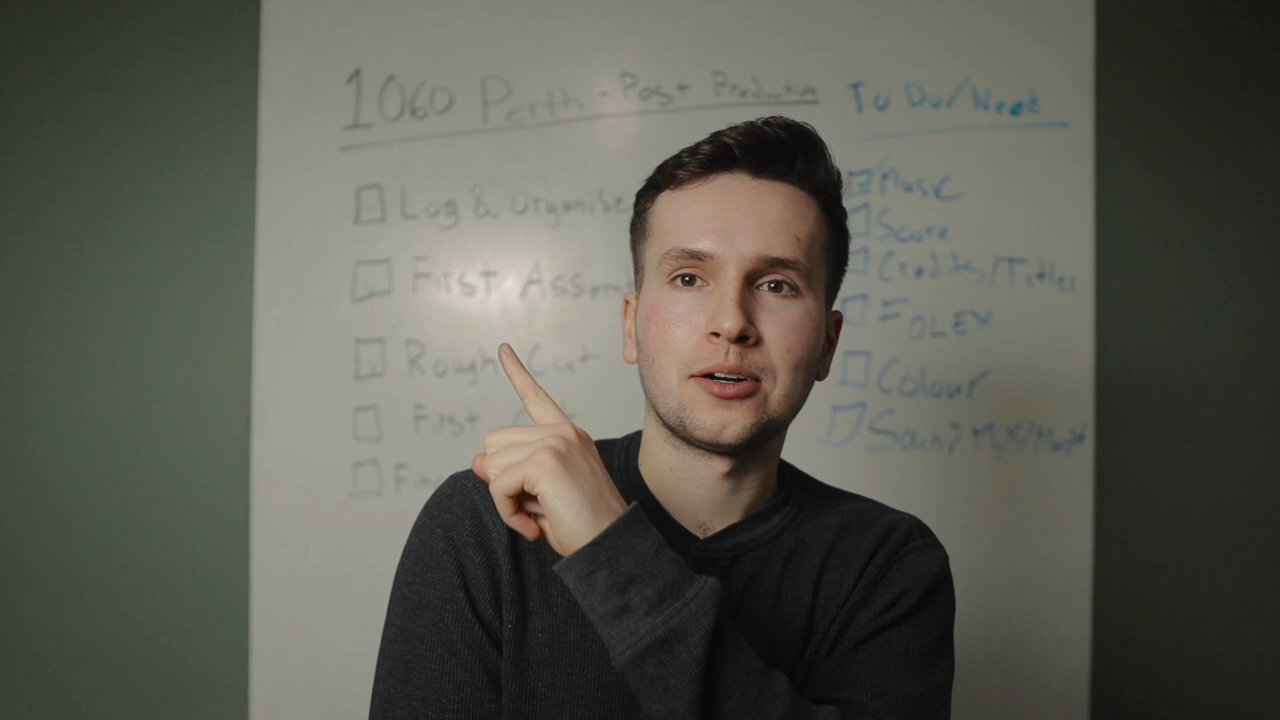 1060 Perth - Post Production
Log & Organise
First Assem
Rough Cut
First
To Do/Need
Music
Score
Credits/Titles
FOLEY
Colour
Sound Mix/